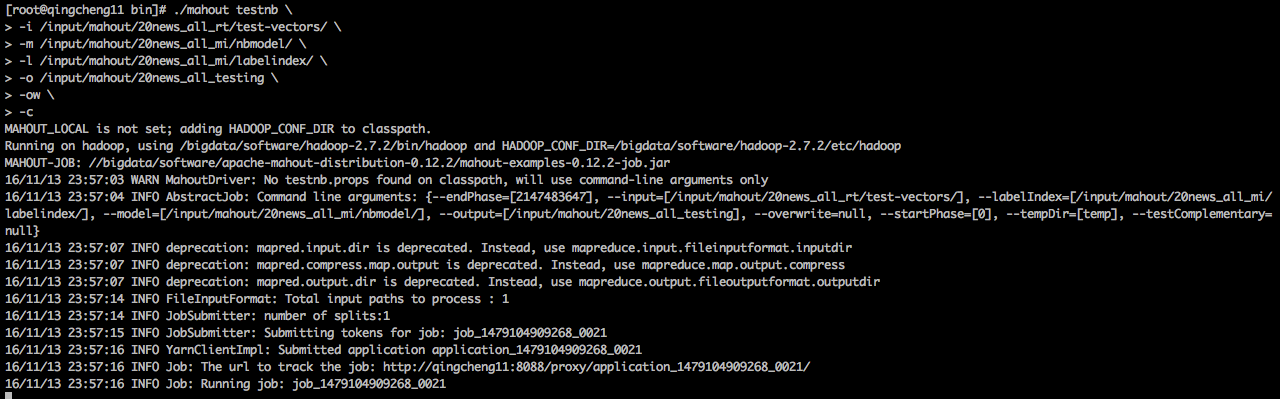 [root@qingcheng11 bin]# ./mahout testnb \
> -i /input/mahout/20news_all_rt/test-vectors/ \
> -m /input/mahout/20news_all_mi/nbmodel/ \
> -l /input/mahout/20news_all_mi/labelindex/ \
> -o /input/mahout/20news_all_testing \
> -ow \
> -c
MAHOUT_LOCAL is not set; adding HADOOP_CONF_DIR to classpath.
Running on hadoop, using /bigdata/software/hadoop-2.7.2/bin/hadoop and HADOOP_CONF_DIR=/bigdata/software/hadoop-2.7.2/etc/hadoop
MAHOUT-JOB: //bigdata/software/apache-mahout-distribution-0.12.2/mahout-examples-0.12.2-job.jar
16/11/13 23:57:03 WARN MahoutDriver: No testnb.props found on classpath, will use command-line arguments only
16/11/13 23:57:04 INFO AbstractJob: Command line arguments: {--endPhase=[2147483647], --input=[/input/mahout/20news_all_rt/test-vectors/], --labelIndex=[/input/mahout/20news_all_mi/
labelindex/], --model=[/input/mahout/20news_all_mi/nbmodel/], --output=[/input/mahout/20news_all_testing], --overwrite=null, --startPhase=[0], --tempDir=[temp], --testComplementary=
null}
16/11/13 23:57:07 INFO deprecation: mapred.input.dir is deprecated. Instead, use mapreduce.input.fileinputformat.inputdir
16/11/13 23:57:07 INFO deprecation: mapred.compress.map.output is deprecated. Instead, use mapreduce.map.output.compress
16/11/13 23:57:07 INFO deprecation: mapred.output.dir is deprecated. Instead, use mapreduce.output.fileoutputformat.outputdir
16/11/13 23:57:14 INFO FileInputFormat: Total input paths to process : 1
16/11/13 23:57:14 INFO JobSubmitter: number of splits:1
16/11/13 23:57:15 INFO JobSubmitter: Submitting tokens for job: job_1479104909268_0021
16/11/13 23:57:16 INFO YarnClientImpl: Submitted application application_1479104909268_0021
16/11/13 23:57:16 INFO Job: The url to track the job: http://qingcheng11:8088/proxy/application_1479104909268_0021/
16/11/13 23:57:16 INFO Job: Running job: job_1479104909268_0021